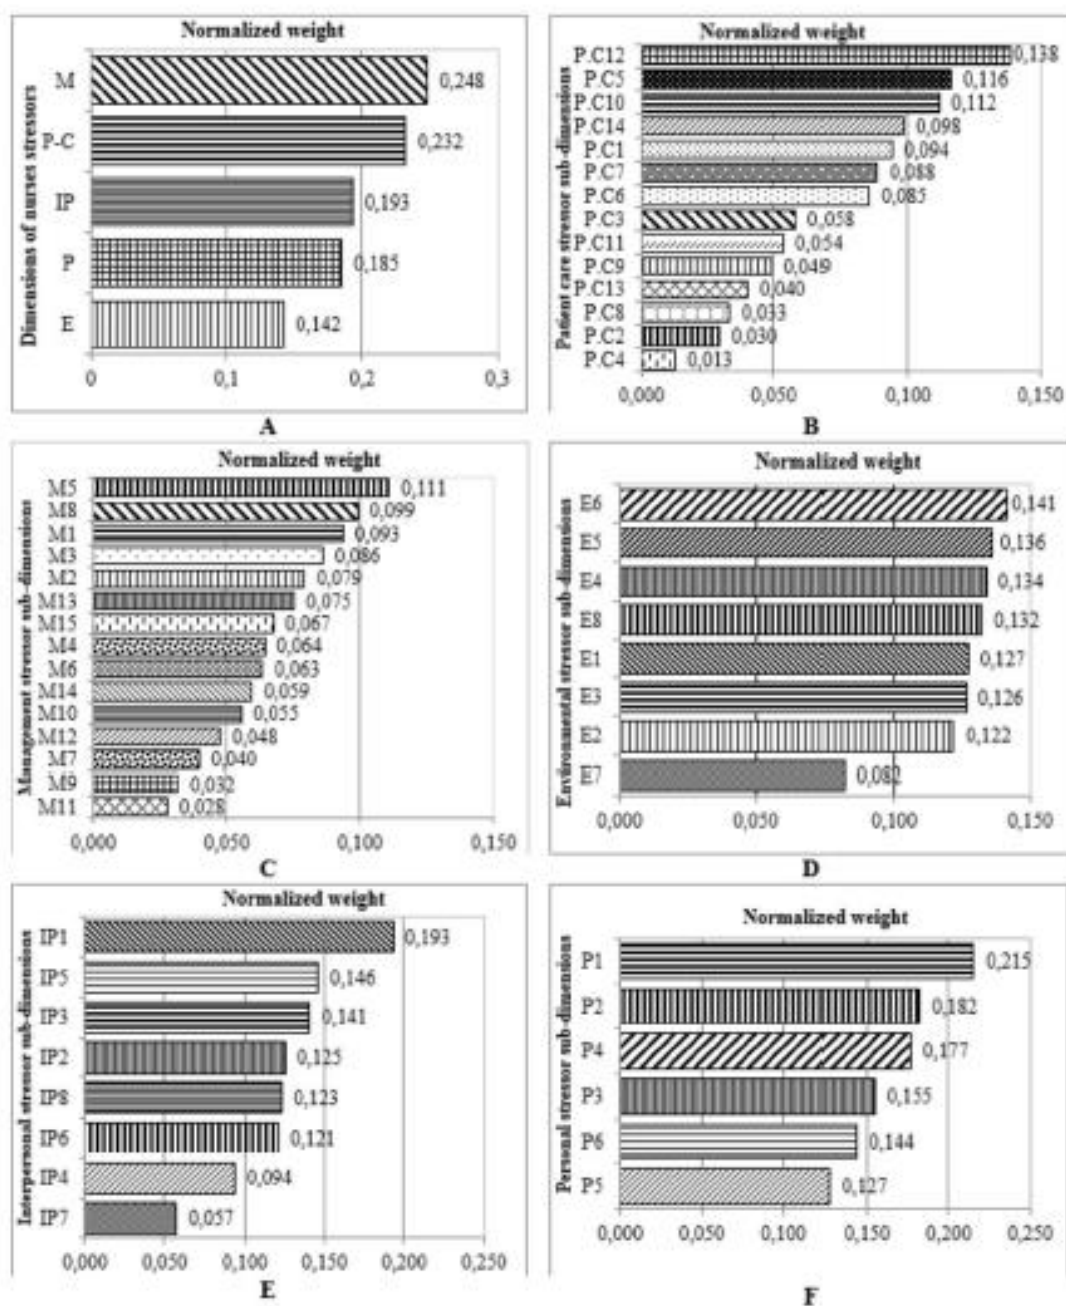 Normalized weight
Dimensions of nurses stressors
M 0,248
P-C 0,232
IP 0,193
P 0,185
E 0,142
0 0,1 0,2 0,3
A
Normalized weight
Patient care stressor sub-dimensions
P.C12 0,138
P.C5 0,116
P.C10 0,112
P.C14 0,098
P.C1 0,094
P.C7 0,088
P.C6 0,085
P.C3 0,058
P.C11 0,054
P.C9 0,049
P.C13 0,040
P.C8 0,033
P.C2 0,030
P.C4 0,013
0,000 0,050 0,100 0,150
B
Normalized weight
Management stressor sub-dimensions
M5 0,111
M8 0,099
M1 0,093
M3 0,086
M2 0,079
M13 0,075
M15 0,067
M4 0,064
M6 0,063
M14 0,059
M10 0,055
M12 0,048
M7 0,040
M9 0,032
M11 0,028
0,000 0,050 0,100 0,150
C
Normalized weight
Environmental stressor sub-dimensions
E6 0,141
E5 0,136
E4 0,134
E8 0,132
E1 0,127
E3 0,126
E2 0,122
E7 0,082
0,000 0,050 0,100 0,150
D
Normalized weight
Interpersonal stressor sub-dimensions
IP1 0,193
IP5 0,146
IP3 0,141
IP2 0,125
IP8 0,123
IP6 0,121
IP4 0,094
IP7 0,057
0,000 0,050 0,100 0,150 0,200 0,250
E
Normalized weight
Personal stressor sub-dimensions
P1 0,215
P2 0,182
P4 0,177
P3 0,155
P6 0,144
P5 0,127
0,000 0,050 0,100 0,150 0,200 0,250
F